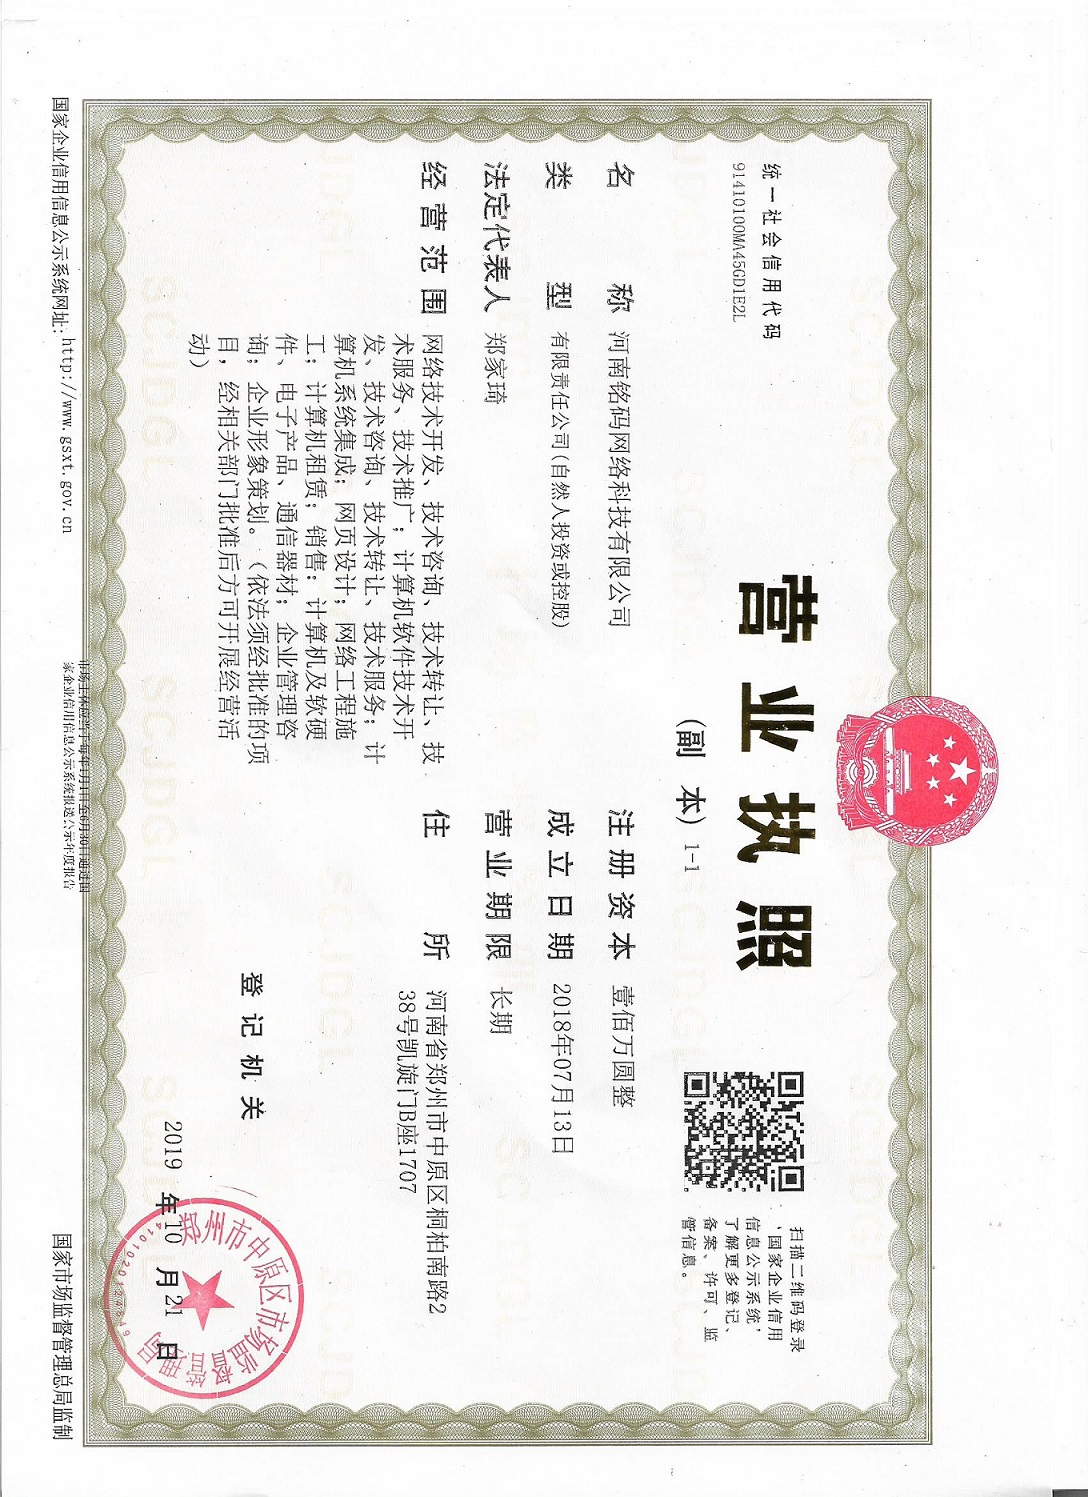 统一社会信用代码
91410100MA45GD1E2L
营业执照
(副 本) 1-1
扫描二维码登录
‘国家企业信用
信息公示系统’
了解更多登记、
备案、许可、监
管信息。
名 称 河南铭码网络科技有限公司
类 型 有限责任公司(自然人投资或控股)
法定代表人 郑家琦
经营范围 网络技术开发、技术咨询、技术转让、技
术服务、技术推广；计算机软件技术开
发、技术咨询、技术转让、技术服务；计
算机系统集成；网页设计；网络工程施
工；计算机租赁；销售：计算机及软硬
件、电子产品、通信器材；企业管理咨
询；企业形象策划。（依法须经批准的项
目，经相关部门批准后方可开展经营活
动）
注册资本 壹佰万圆整
成立日期 2018年07月13日
营业期限 长期
住 所 河南省郑州市中原区桐柏南路2
38号凯旋门B座1707
登记机关
郑州市中原区市场监督管理局
2019 年 10 月 21 日
国家企业信用信息公示系统网址: http://www.gsxt.gov.cn
市场主体应当于每年1月1日至6月30日通过国
家企业信用信息公示系统报送公示年度报告
国家市场监督管理总局监制